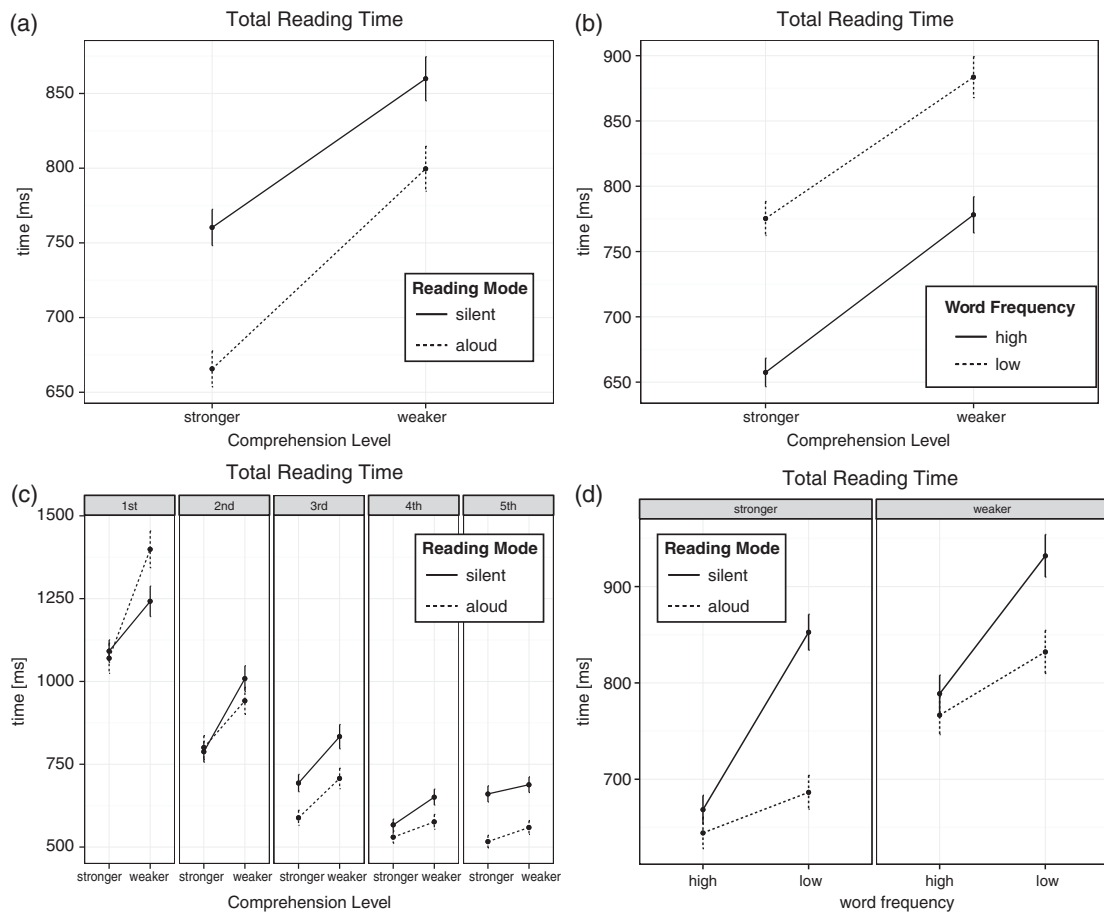 (a)
Total Reading Time
850
800
750
700
650
time [ms]
Reading Mode
silent
aloud
stronger weaker
Comprehension Level
(b)
Total Reading Time
900
850
800
750
700
650
time [ms]
Word Frequency
high
low
stronger weaker
Comprehension Level
(c)
Total Reading Time
1st 2nd 3rd 4th 5th
1500
1250
1000
750
500
time [ms]
Reading Mode
silent
aloud
stronger weaker stronger weaker stronger weaker stronger weaker stronger weaker
Comprehension Level
(d)
Total Reading Time
stronger weaker
900
800
700
time [ms]
Reading Mode
silent
aloud
high low high low
word frequency